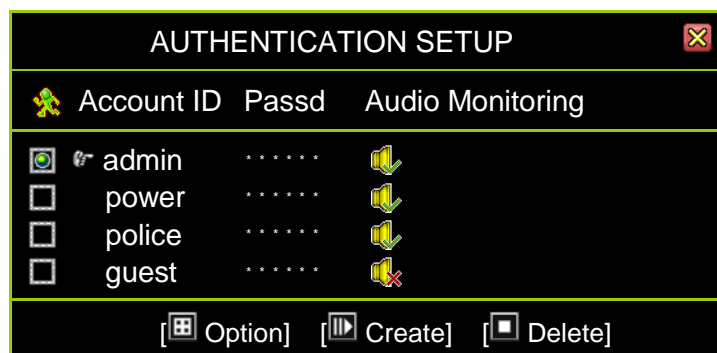 AUTHENTICATION SETUP
Account ID Passd Audio Monitoring
admin ······
power ······
police ······
guest ······
[Option] [Create] [Delete]